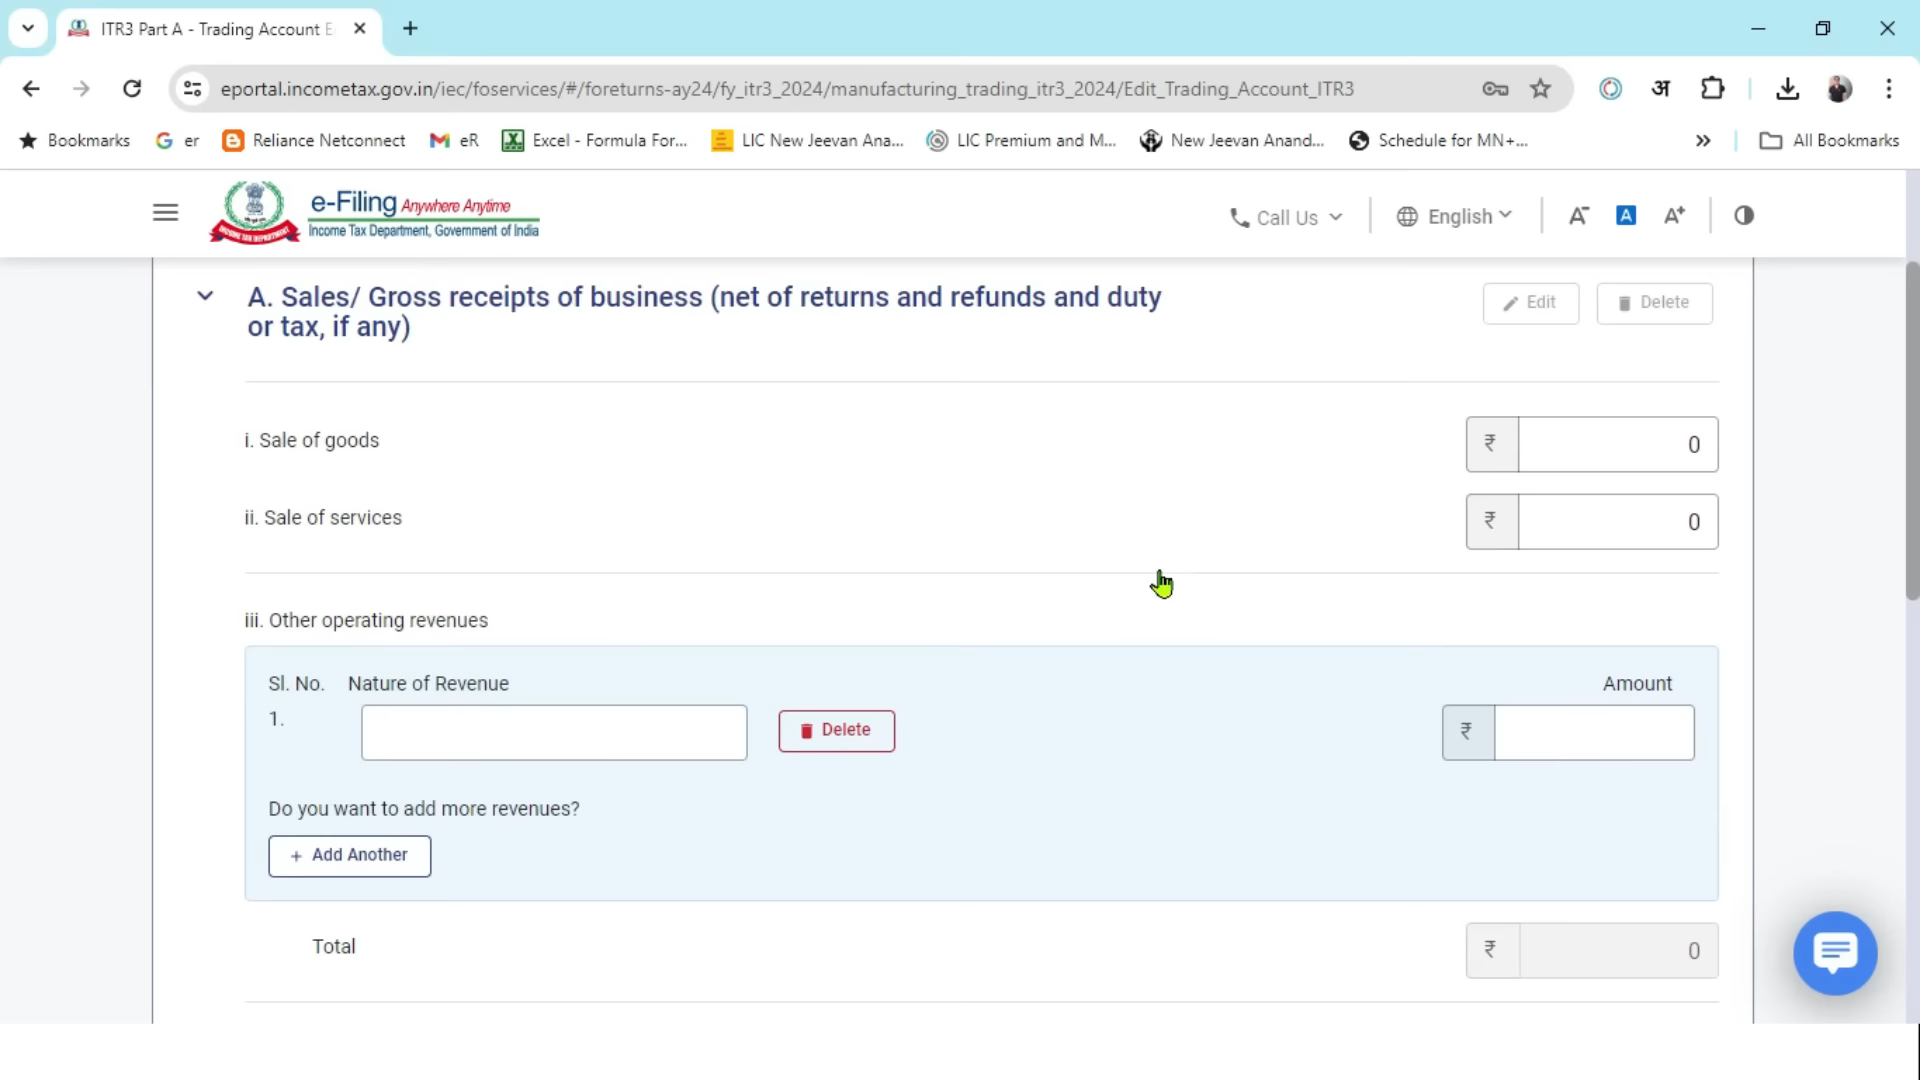 ITR3 Part A - Trading Account E
eportal.incometax.gov.in/iec/foservices/#/foreturns-ay24/fy_itr3_2024/manufacturing_trading_itr3_2024/Edit_Trading_Account_ITR3
अ
Bookmarks
er
Reliance Netconnect
eR
Excel - Formula For...
LIC New Jeevan Ana...
LIC Premium and M...
New Jeevan Anand...
Schedule for MN+...
»
All Bookmarks
e-Filing Anywhere Anytime
Income Tax Department, Government of India
Call Us
English
A-
A
A+
A. Sales/ Gross receipts of business (net of returns and refunds and duty
or tax, if any)
Edit
Delete
i. Sale of goods
₹ 0
ii. Sale of services
₹ 0
iii. Other operating revenues
Sl. No. Nature of Revenue Amount
1.
Delete
₹
Do you want to add more revenues?
+ Add Another
Total
₹ 0